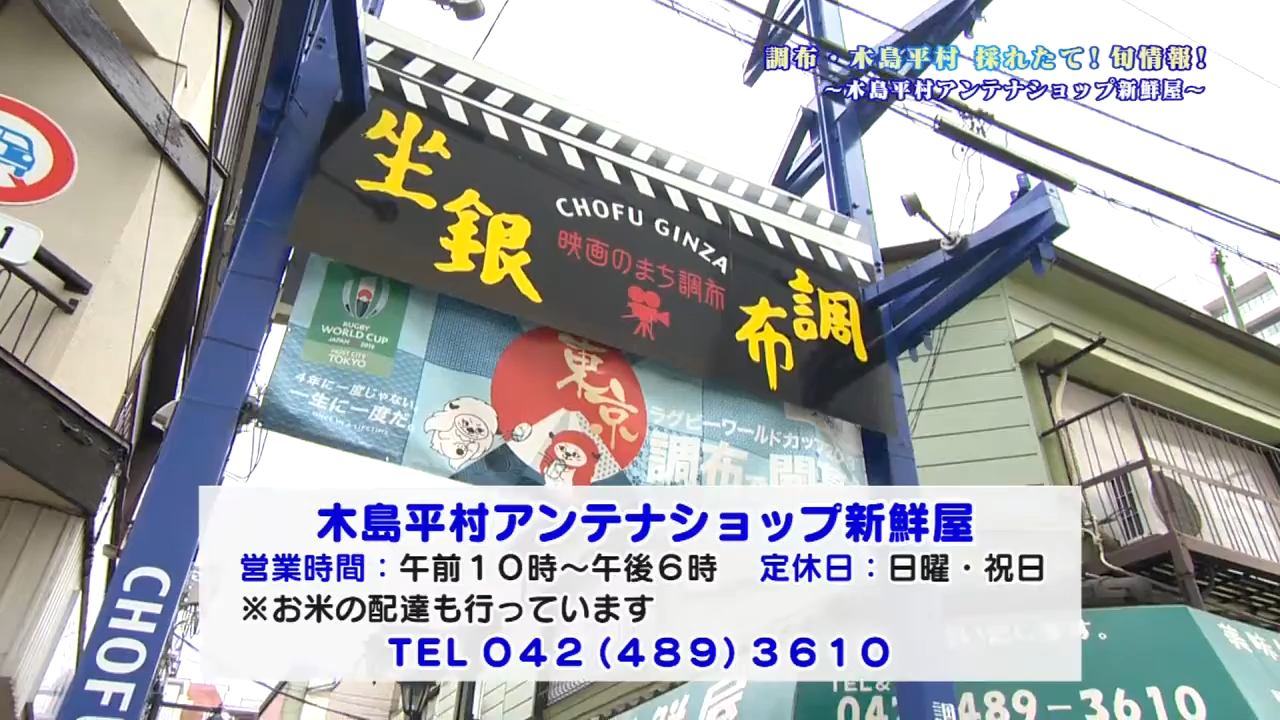 調布・木島平村 採れたて!旬情報!
～木島平村アンテナショップ新鮮屋～
坐銀
CHOFU GINZA
映画のまち調布
布調
RUGBY
WORLD CUP
JAPAN 2019
HOST CITY
TOKYO
4年に一度じゃない。
一生に一度だ。
東京
ラグビーワールドカップ
調布
1
木島平村アンテナショップ新鮮屋
営業時間：午前１０時～午後６時 定休日：日曜・祝日
※お米の配達も行っています
TEL 042（489）3610
CHOFU
TEL&
042 489-3610